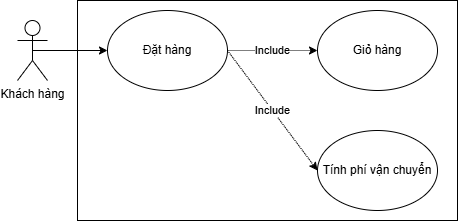 Đặt hàng
Include
Giỏ hàng
Khách hàng
Include
Tính phí vận chuyển